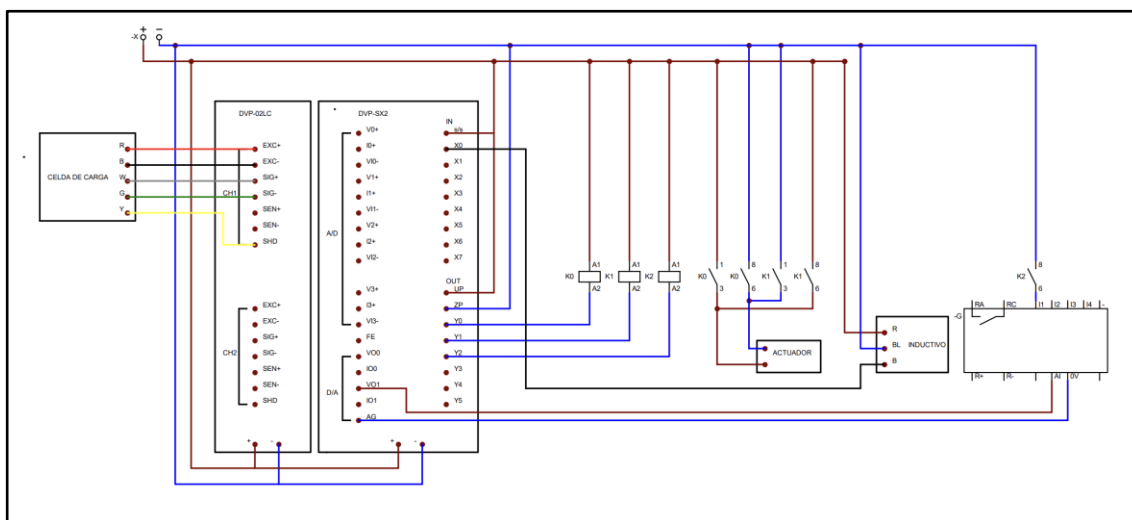 -X + -
DVP-02LC
DVP-SX2
CELDA DE CARGA
R
B
W
G
Y
CH1
EXC+
EXC-
SIG+
SIG-
SEN+
SEN-
SHD
CH2
EXC+
EXC-
SIG+
SIG-
SEN+
SEN-
SHD
+ -
A/D
V0+
I0+
VI0-
V1+
I1+
VI1-
V2+
I2+
VI2-
V3+
I3+
VI3-
FE
D/A
VO0
IO0
VO1
IO1
AG
IN
s/s
X0
X1
X2
X3
X4
X5
X6
X7
OUT
UP
ZP
Y0
Y1
Y2
Y3
Y4
Y5
+ -
K0 A1 A2
K1 A1 A2
K2 A1 A2
K0 1 3
K0 8 6
K1 1 3
K1 8 6
K2 8 6
ACTUADOR
R
BL INDUCTIVO
B
-G
RA RC I1 I2 I3 I4 -
R+ R- AI 0V